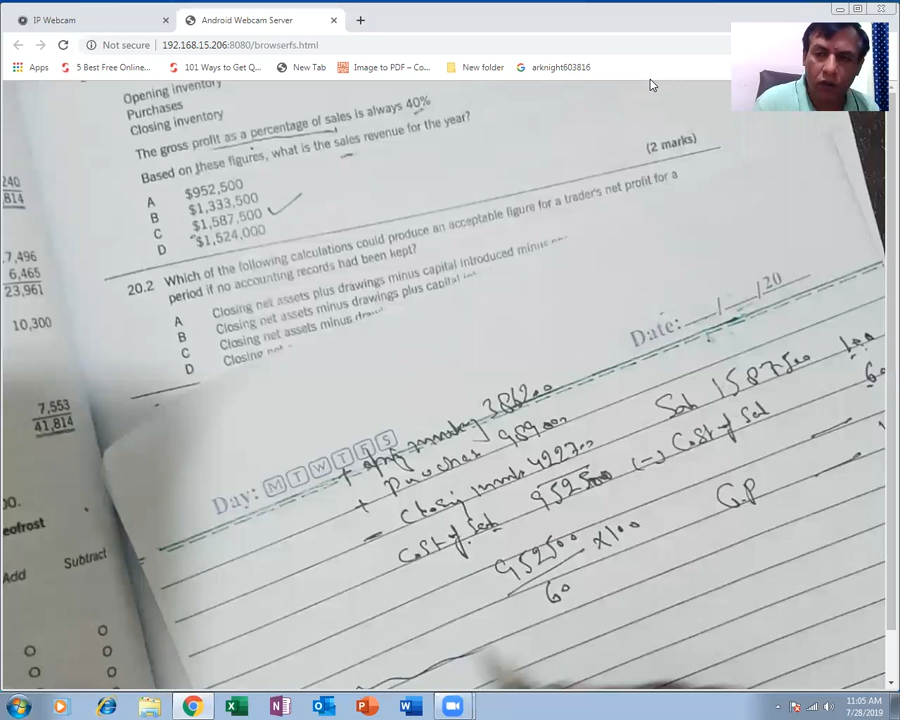 IP Webcam
Android Webcam Server
Not secure | 192.168.15.206:8080/browserfs.html
Apps
5 Best Free Online...
101 Ways to Get Q...
New Tab
Image to PDF – Co...
New folder
arknight603816
Opening inventory
Purchases
Closing inventory
The gross profit as a percentage of sales is always 40%
Based on these figures, what is the sales revenue for the year?
(2 marks)
A $952,500
B $1,333,500
C $1,587,500
D $1,524,000
20.2 Which of the following calculations could produce an acceptable figure for a trader's net profit for a
period if no accounting records had been kept?
A Closing net assets plus drawings minus capital introduced minus
B Closing net assets minus drawings plus capital
C Closing net assets minus
D Closing
240
,814
7,496
6,465
23,961
10,300
7,553
41,814
00.
eofrost
Add Subtract
Date: __/__/20
Day: M T W T F S
+ 386200
+ Purchases 989000
- 422700
Cost of Sales 952500
952500 × 100
60
1587500 100
(-) Cost of 60
G.P
11:05 AM
7/28/2019